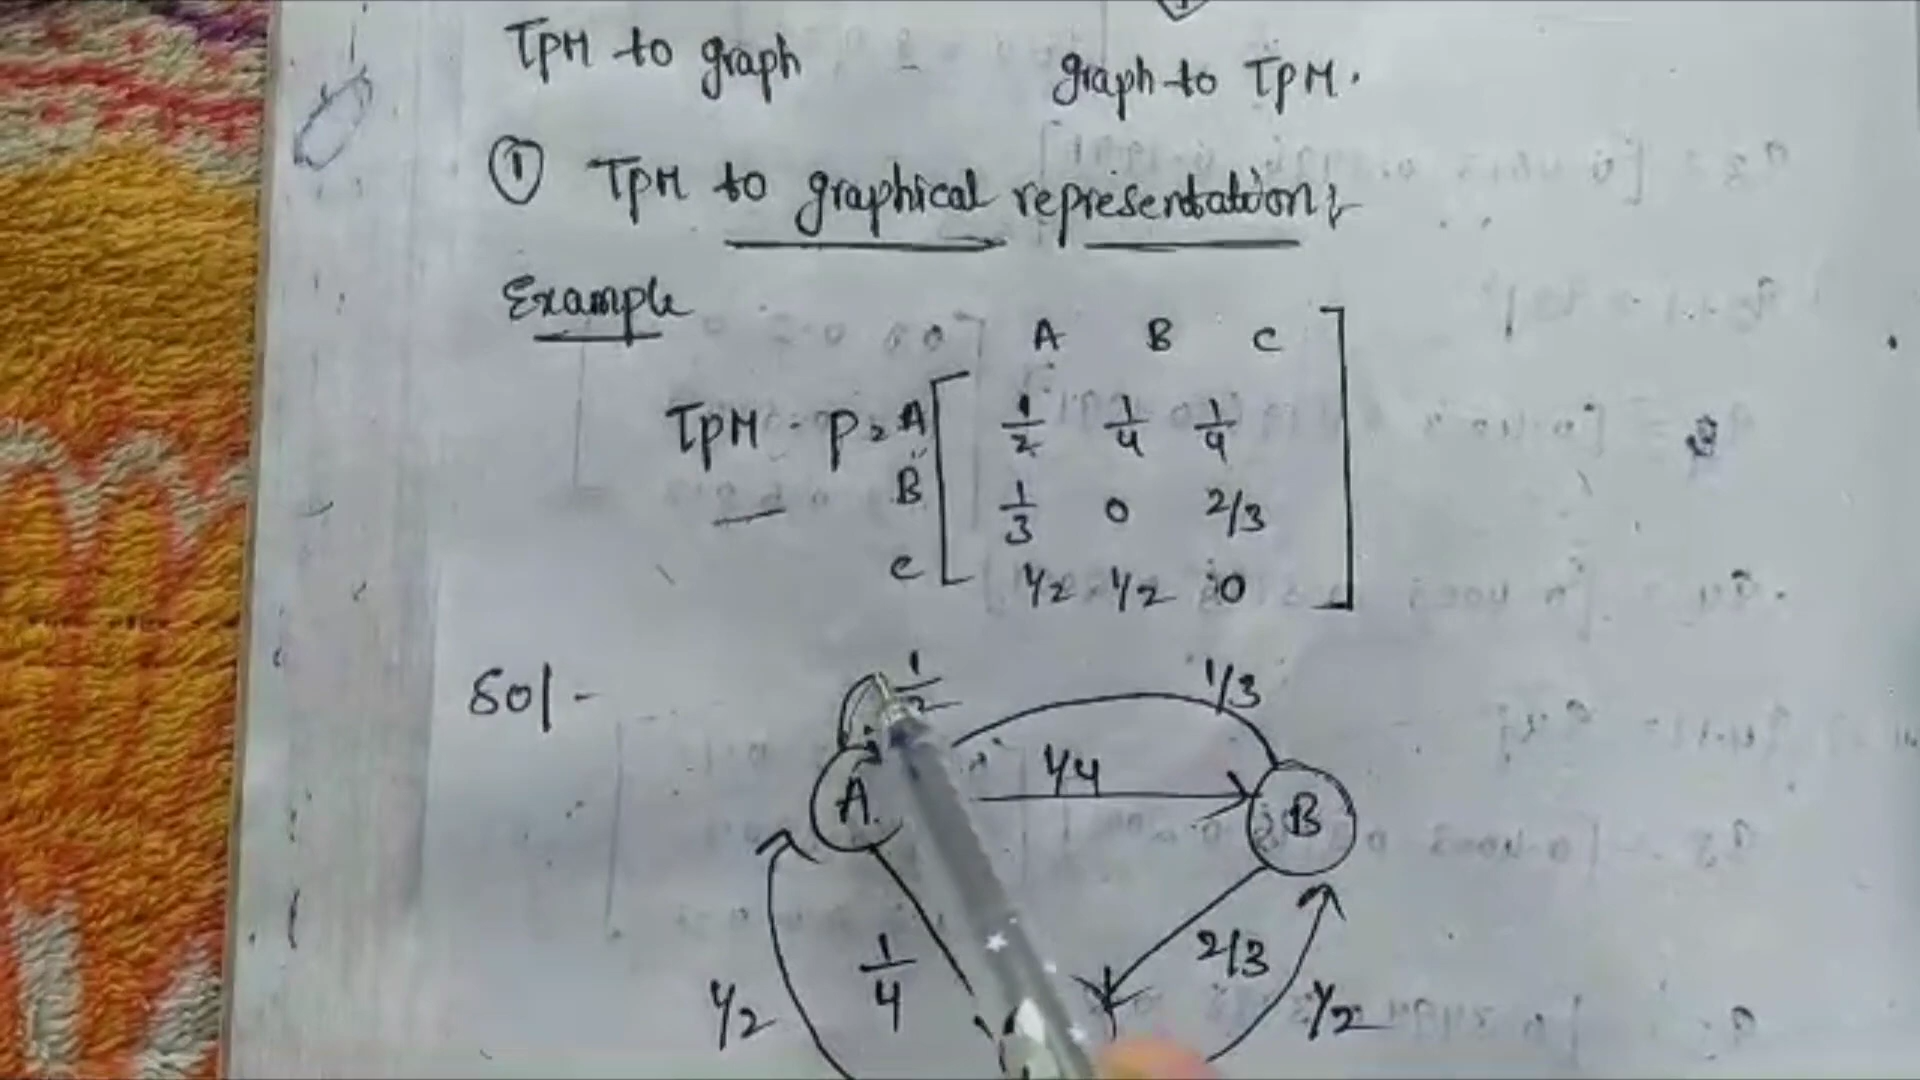 TPM to graph graph to TPM.
① TPM to graphical representation:-
Example
A B C
TPM - P = A 1/2 1/4 1/4
B 1/3 0 2/3
C 1/2 1/2 0
Sol-
1/2 1/3
1/4
A B
1/4 2/3
1/2 1/2